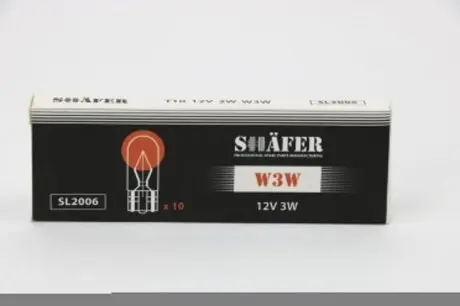 SHÄFER T10 12V 3W W3W SL2006
SHÄFER
PROFESSIONAL SPARE PARTS MANUFACTURING
W3W
SL2006 x 10 12V 3W